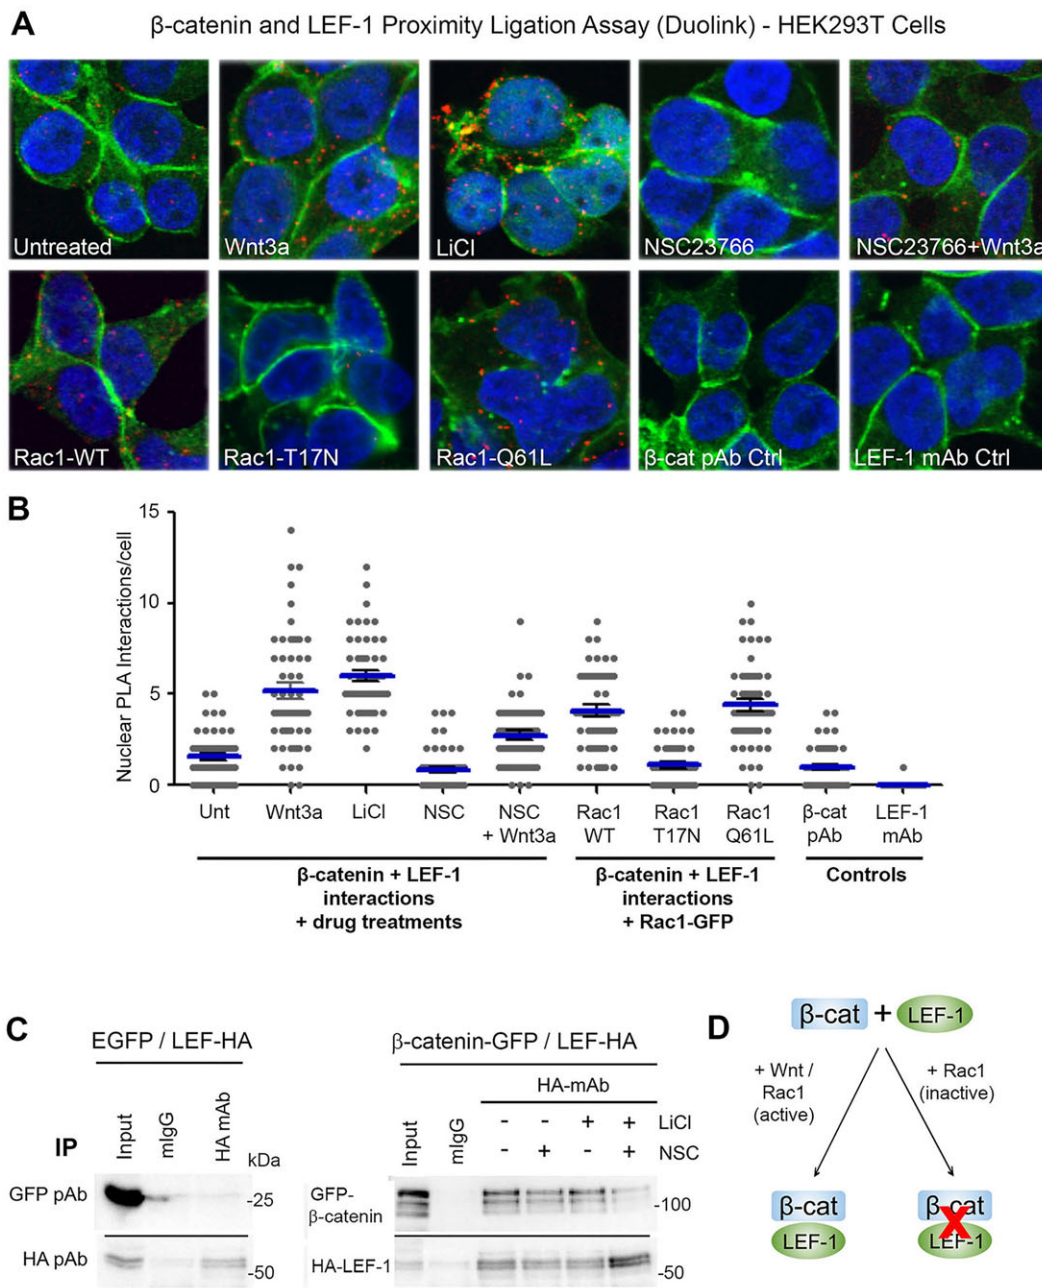 A
β-catenin and LEF-1 Proximity Ligation Assay (Duolink) - HEK293T Cells
Untreated
Wnt3a
LiCl
NSC23766
NSC23766+Wnt3a
Rac1-WT
Rac1-T17N
Rac1-Q61L
β-cat pAb Ctrl
LEF-1 mAb Ctrl
B
Nuclear PLA Interactions/cell
15
10
5
0
Unt
Wnt3a
LiCl
NSC
NSC
+ Wnt3a
Rac1
WT
Rac1
T17N
Rac1
Q61L
β-cat
pAb
LEF-1
mAb
β-catenin + LEF-1
interactions
+ drug treatments
β-catenin + LEF-1
interactions
+ Rac1-GFP
Controls
C
EGFP / LEF-HA
IP
Input
mIgG
HA mAb
kDa
GFP pAb
-25
HA pAb
-50
β-catenin-GFP / LEF-HA
HA-mAb
Input
mIgG
- - + + LiCl
- + - + NSC
GFP-
β-catenin
-100
HA-LEF-1
-50
D
β-cat + LEF-1
+ Wnt /
Rac1
(active)
+ Rac1
(inactive)
β-cat
LEF-1
β-cat
X
LEF-1